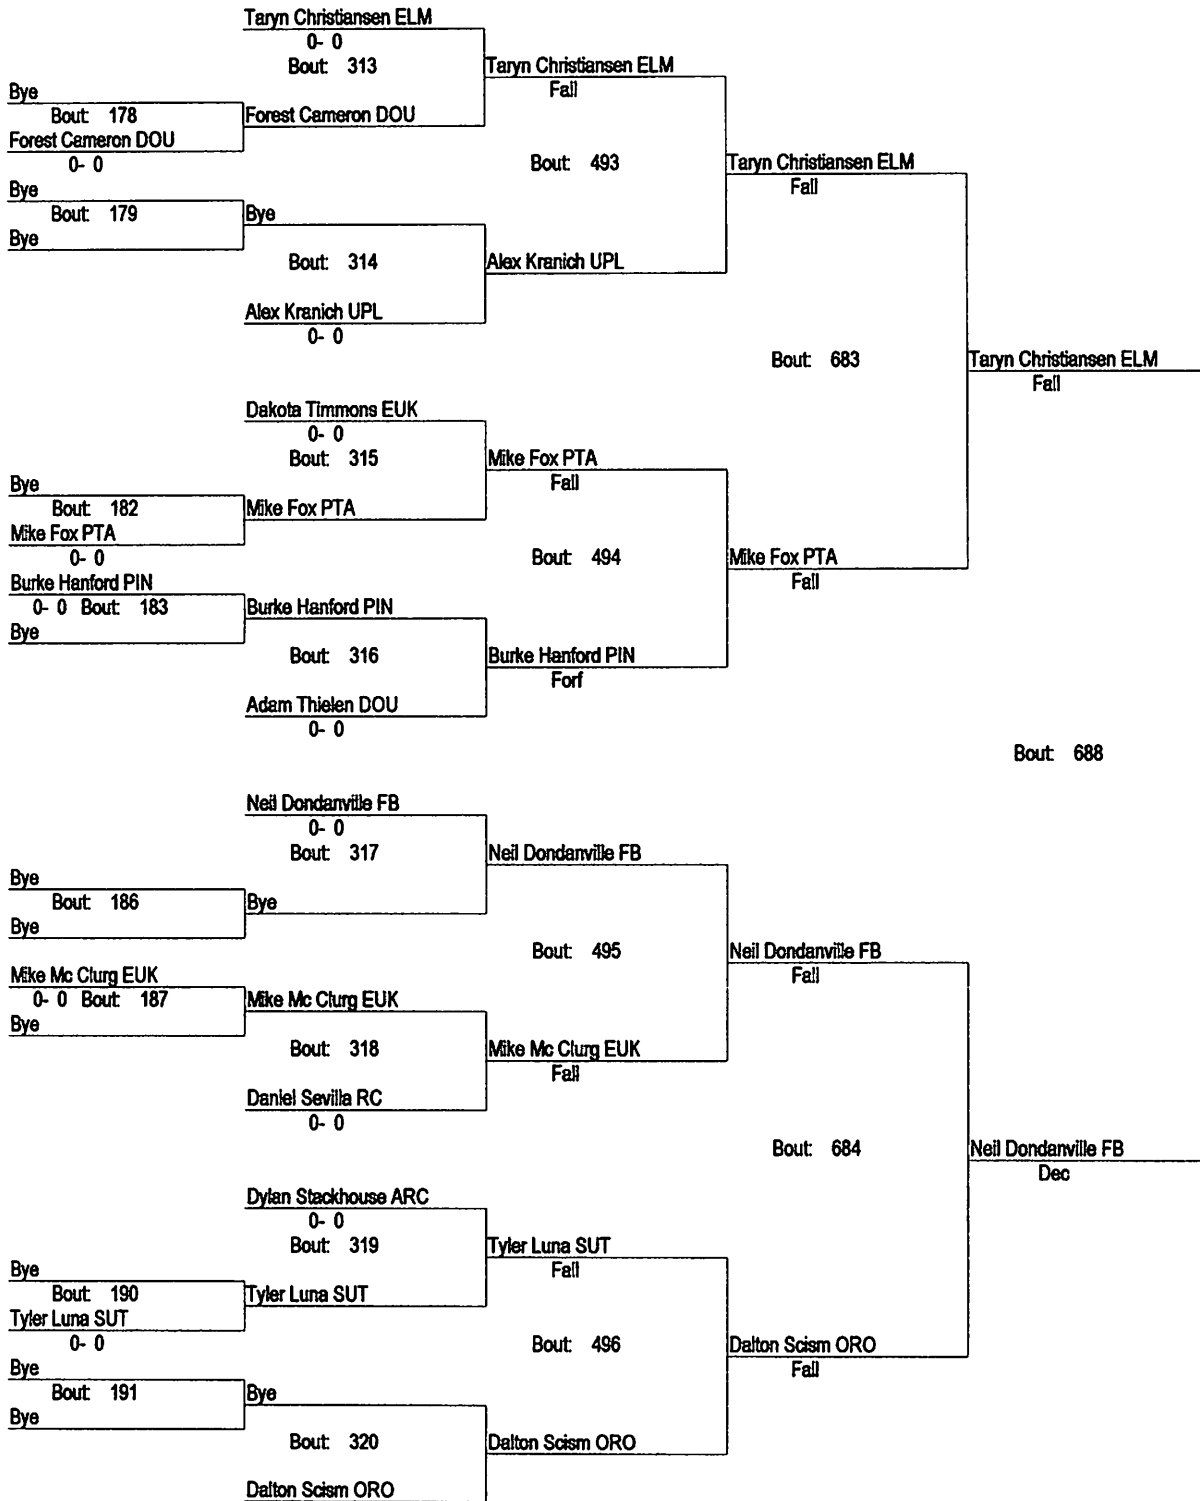 Taryn Christiansen ELM
0- 0
Bout: 313
Taryn Christiansen ELM
Fall
Bye
Bout: 178
Forest Cameron DOU
Forest Cameron DOU
0- 0
Bout: 493
Taryn Christiansen ELM
Fall
Bye
Bout: 179
Bye
Bye
Bout: 314
Alex Kranich UPL
Alex Kranich UPL
0- 0
Bout: 683
Taryn Christiansen ELM
Fall
Dakota Timmons EUK
0- 0
Bout: 315
Mike Fox PTA
Fall
Bye
Bout: 182
Mike Fox PTA
Mike Fox PTA
0- 0
Bout: 494
Mike Fox PTA
Fall
Burke Hanford PIN
0- 0 Bout: 183
Burke Hanford PIN
Bye
Bout: 316
Burke Hanford PIN
Forf
Adam Thielen DOU
0- 0
Bout: 688
Neil Dondanville FB
0- 0
Bout: 317
Neil Dondanville FB
Bye
Bout: 186
Bye
Bye
Bout: 495
Neil Dondanville FB
Fall
Mike Mc Clurg EUK
0- 0 Bout: 187
Mike Mc Clurg EUK
Bye
Bout: 318
Mike Mc Clurg EUK
Fall
Daniel Sevilla RC
0- 0
Bout: 684
Neil Dondanville FB
Dec
Dylan Stackhouse ARC
0- 0
Bout: 319
Tyler Luna SUT
Fall
Bye
Bout: 190
Tyler Luna SUT
Tyler Luna SUT
0- 0
Bout: 496
Dalton Scism ORO
Fall
Bye
Bout: 191
Bye
Bye
Bout: 320
Dalton Scism ORO
Dalton Scism ORO